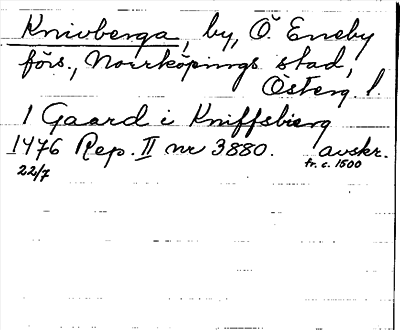 Knivberga, by, Ö. Eneby
förs., Norrköpings stad,
Österg. l.
1 Gaard i Kniffsbierg
1476 Rep. II nr 3880. avskr.
22/7 fr. c. 1500